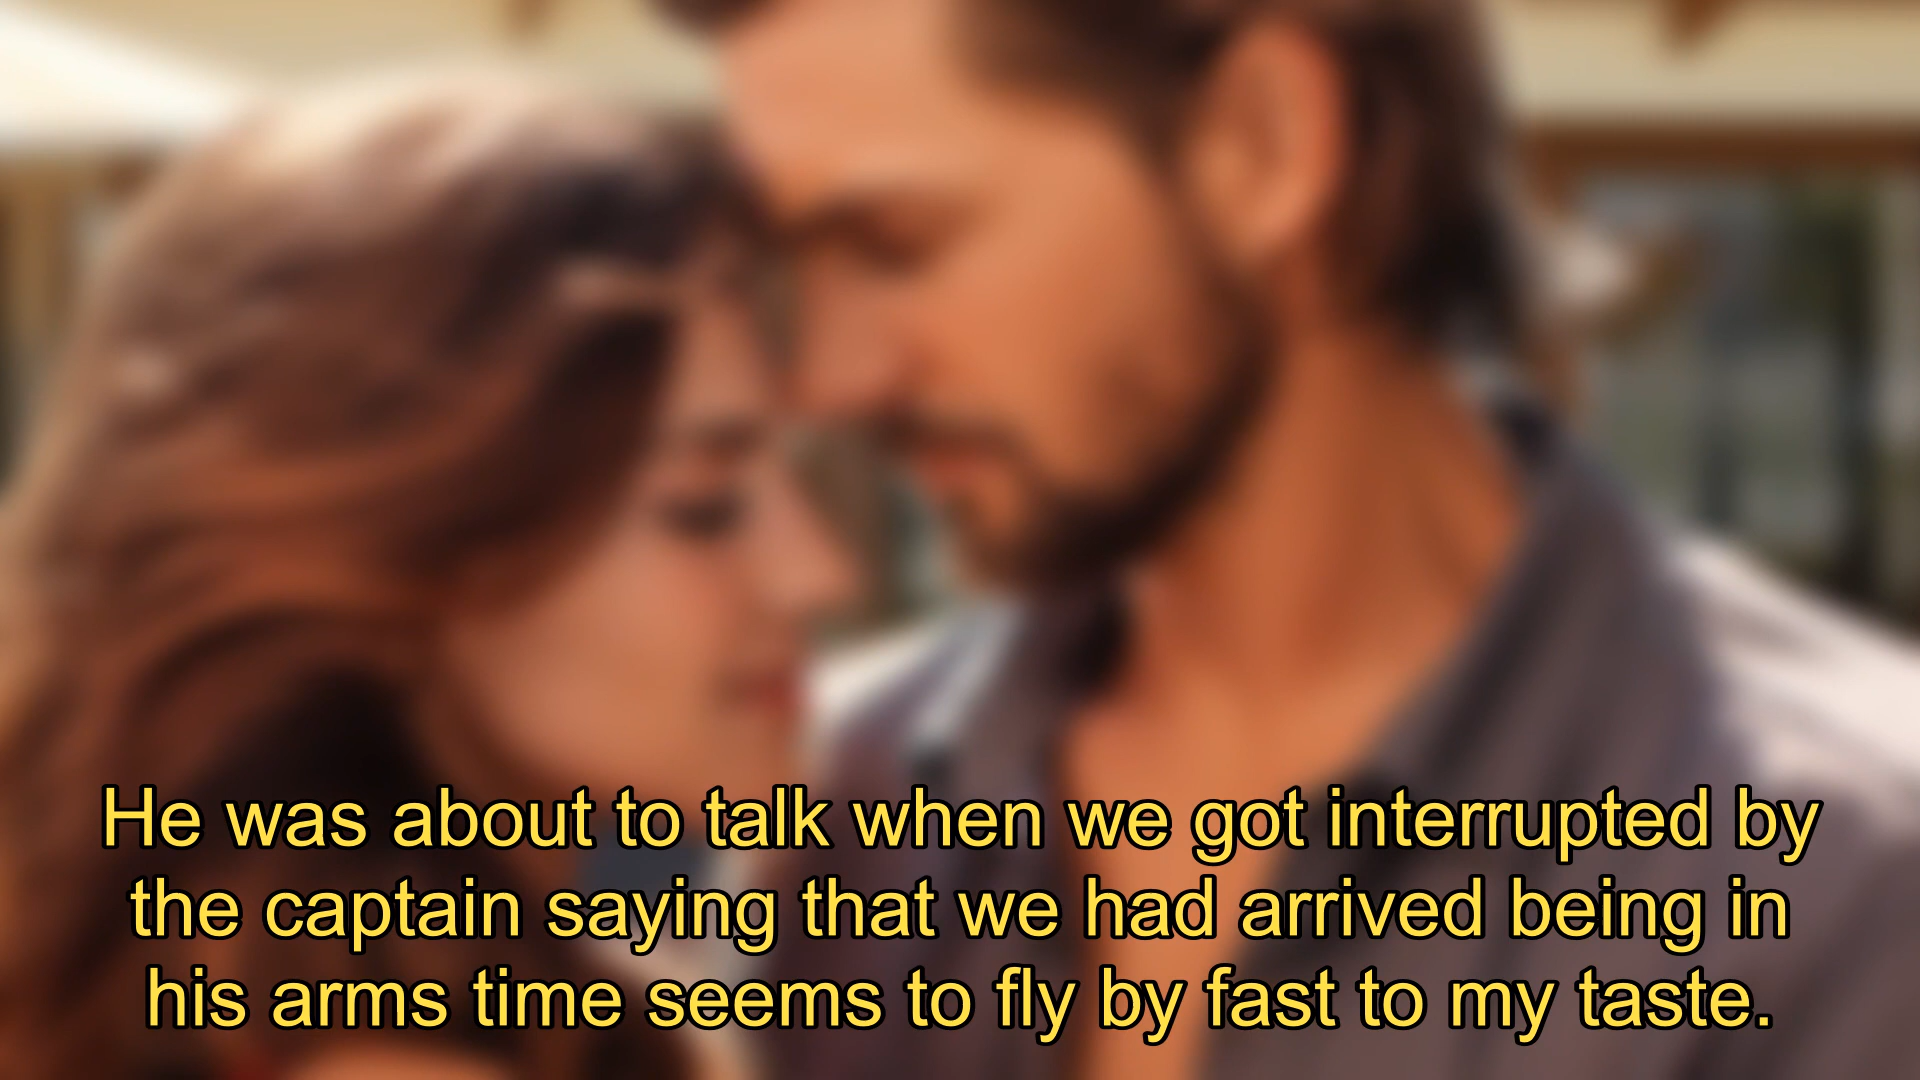 He was about to talk when we got interrupted by
the captain saying that we had arrived being in
his arms time seems to fly by fast to my taste.